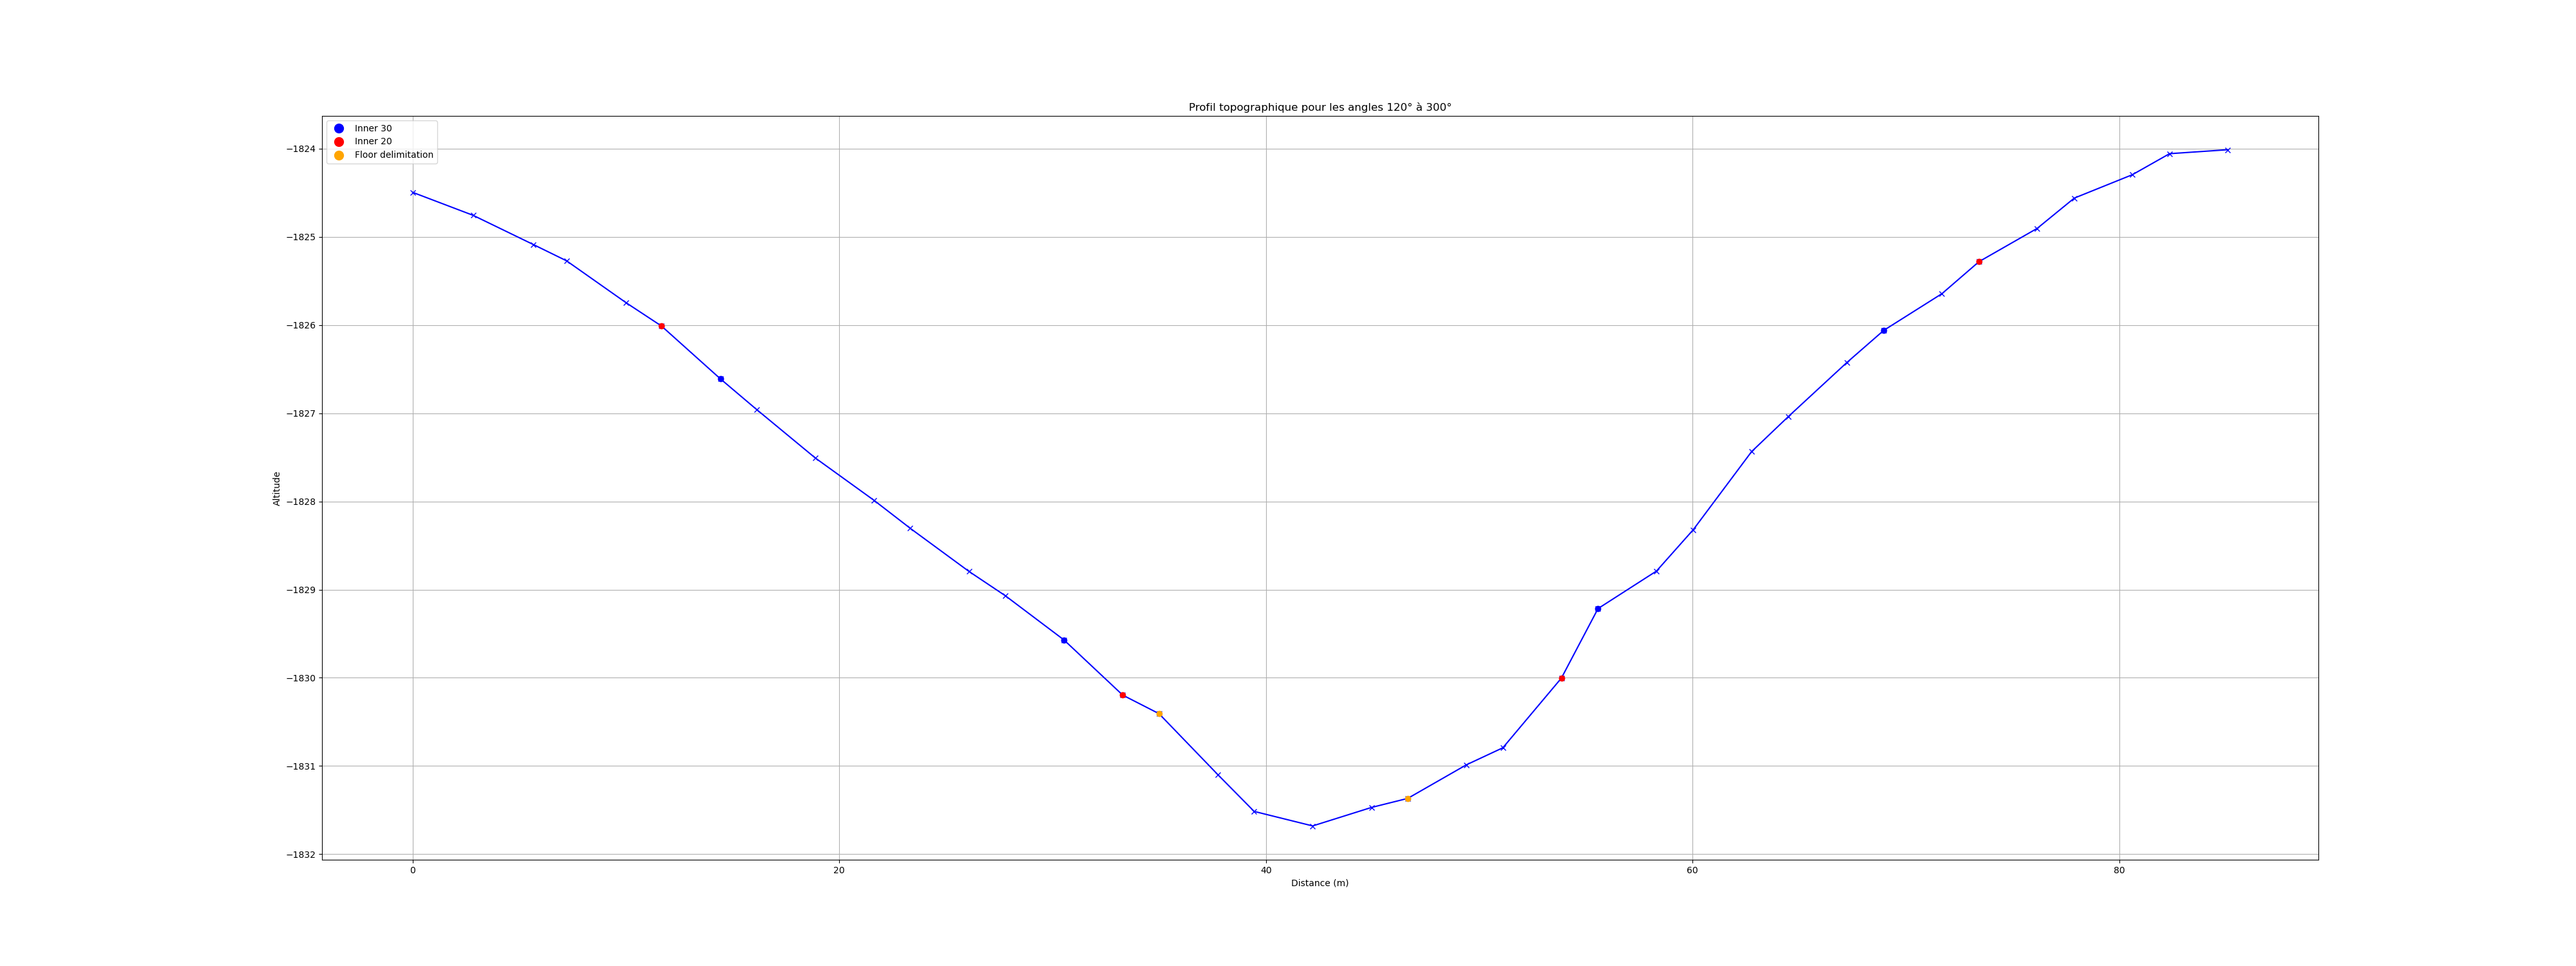 Profil topographique pour les angles 120° à 300°
Inner 30
Inner 20
Floor delimitation
−1824
−1825
−1826
−1827
−1828
−1829
−1830
−1831
−1832
Altitude
0 20 40 60 80
Distance (m)